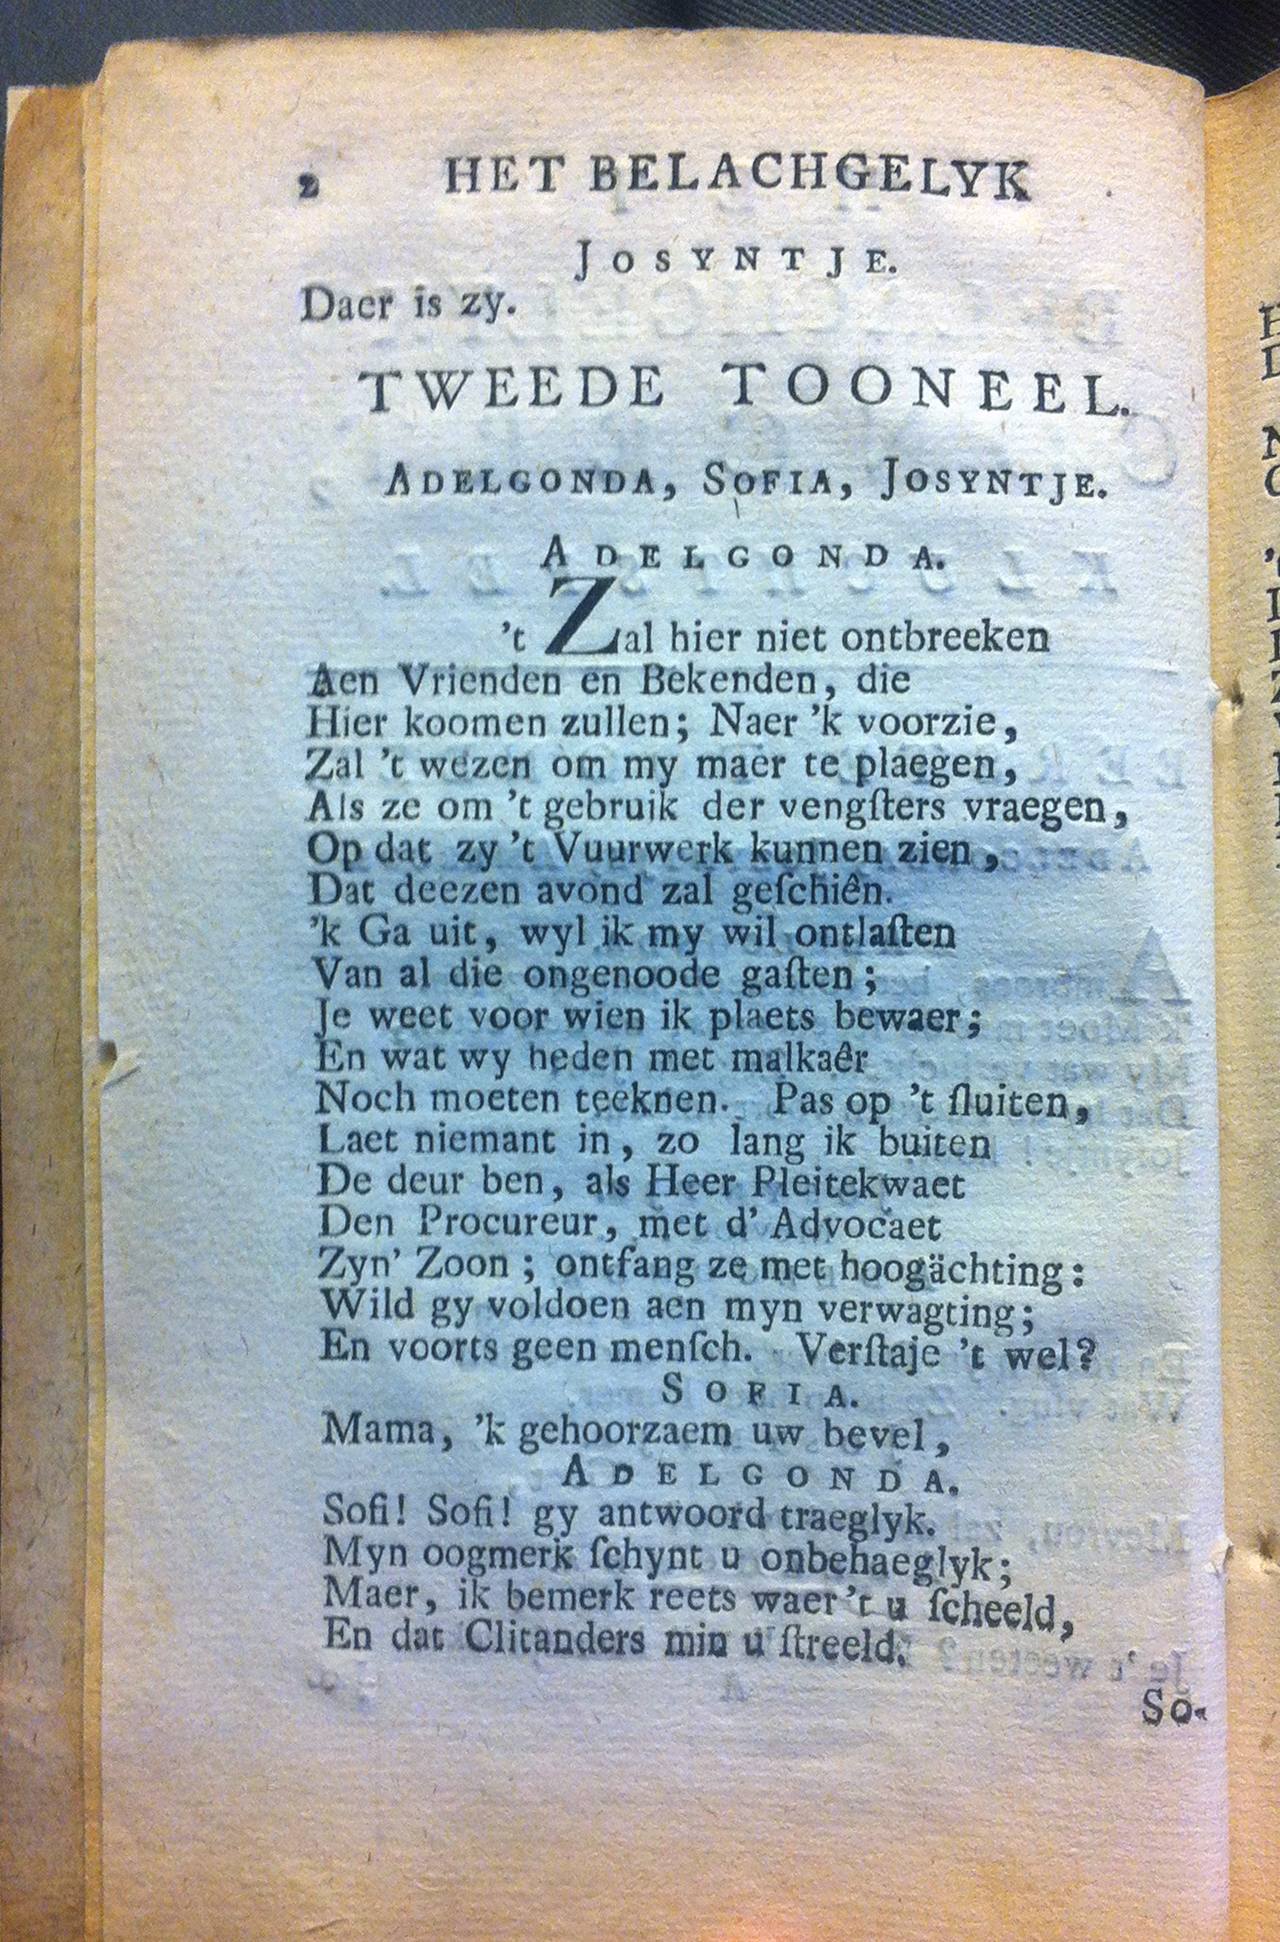 2 HET BELACHGELYK
JOSYNTJE.
Daer is zy.
TWEEDE TOONEEL.
ADELGONDA, SOFIA, JOSYNTJE.
ADELGONDA.
't Zal hier niet ontbreeken
Aen Vrienden en Bekenden, die
Hier koomen zullen; Naer 'k voorzie,
Zal 't wezen om my maer te plaegen,
Als ze om 't gebruik der vengſters vraegen,
Op dat zy 't Vuurwerk kunnen zien,
Dat deezen avond zal geſchiên.
'k Ga uit, wyl ik my wil ontlaſten
Van al die ongenoode gaſten;
Je weet voor wien ik plaets bewaer;
En wat wy heden met malkaêr
Noch moeten teeknen. Pas op 't ſluiten,
Laet niemant in, zo lang ik buiten
De deur ben, als Heer Pleitekwaet
Den Procureur, met d' Advocaet
Zyn' Zoon; ontfang ze met hoogächting:
Wild gy voldoen aen myn verwagting;
En voorts geen menſch. Verſtaje 't wel?
SOFIA.
Mama, 'k gehoorzaem uw bevel,
ADELGONDA.
Sofi! Sofi! gy antwoord traeglyk.
Myn oogmerk ſchynt u onbehaeglyk;
Maer, ik bemerk reets waer 't u ſcheeld,
En dat Clitanders min u ſtreeld.
So-